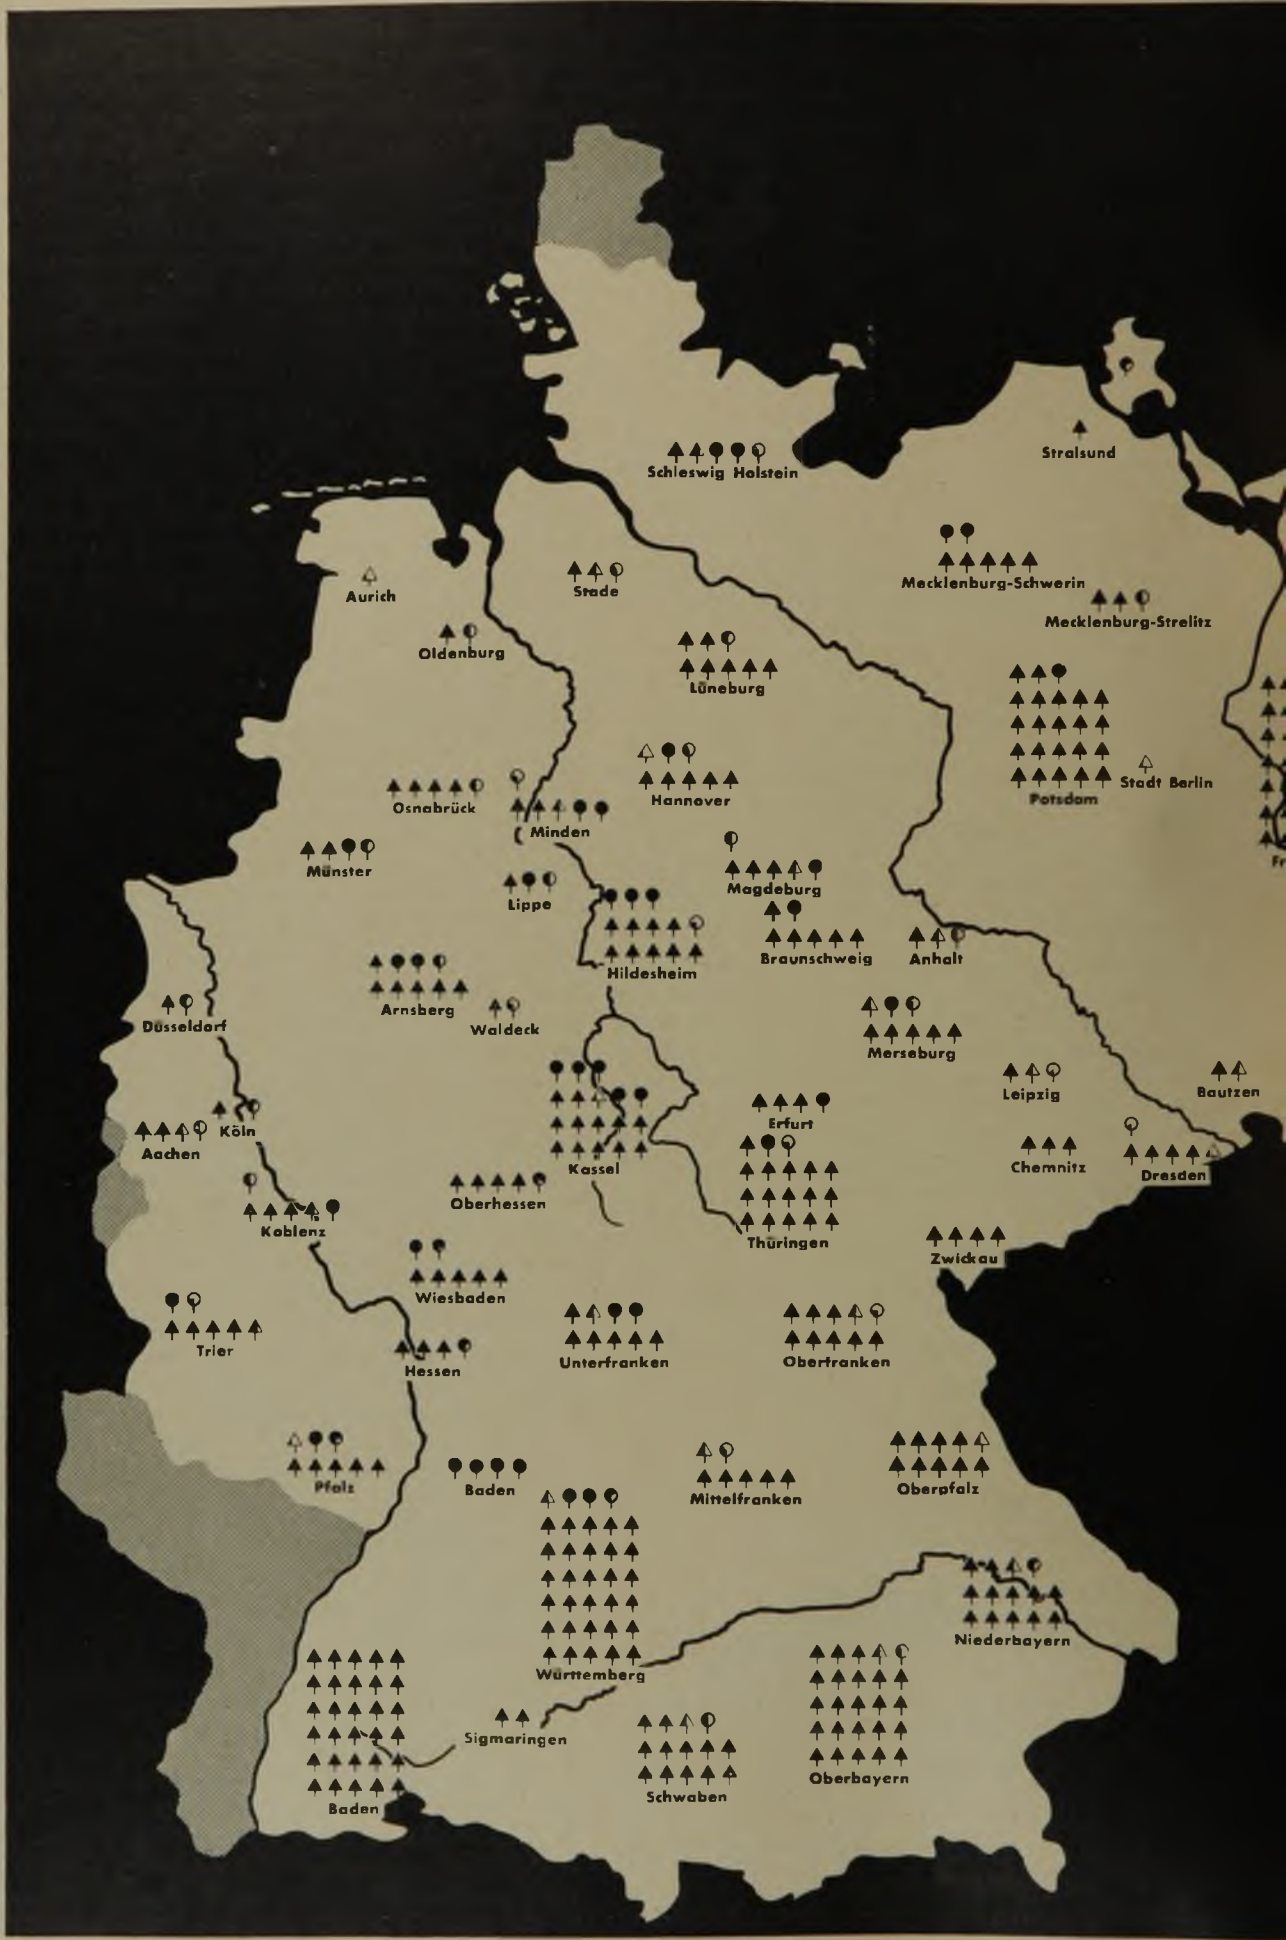 Stralsund
Schleswig Holstein
Mecklenburg-Schwerin
Aurich
Stade
Mecklenburg-Strelitz
Oldenburg
Lüneburg
Stadt Berlin
Potsdam
Osnabrück
Hannover
Minden
Fr
Münster
Magdeburg
Lippe
Braunschweig
Anhalt
Hildesheim
Arnsberg
Düsseldorf
Waldeck
Merseburg
Leipzig
Bautzen
Erfurt
Köln
Aachen
Kassel
Chemnitz
Dresden
Oberhessen
Koblenz
Thüringen
Zwickau
Wiesbaden
Trier
Unterfranken
Oberfranken
Hessen
Pfalz
Baden
Mittelfranken
Oberpfalz
Niederbayern
Württemberg
Sigmaringen
Oberbayern
Schwaben
Baden